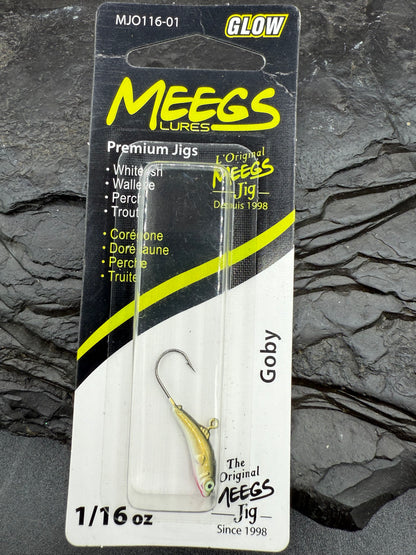 MJO116-01
GLOW
MEEGS
LURES
Premium Jigs
• Whitefish
• Walleye
• Perch
• Trout
• Corégone
• Doré jaune
• Perche
• Truite
L'Original
MEEGS
Jig
Depuis 1998
Goby
The
Original
MEEGS
Jig
Since 1998
1/16 oz